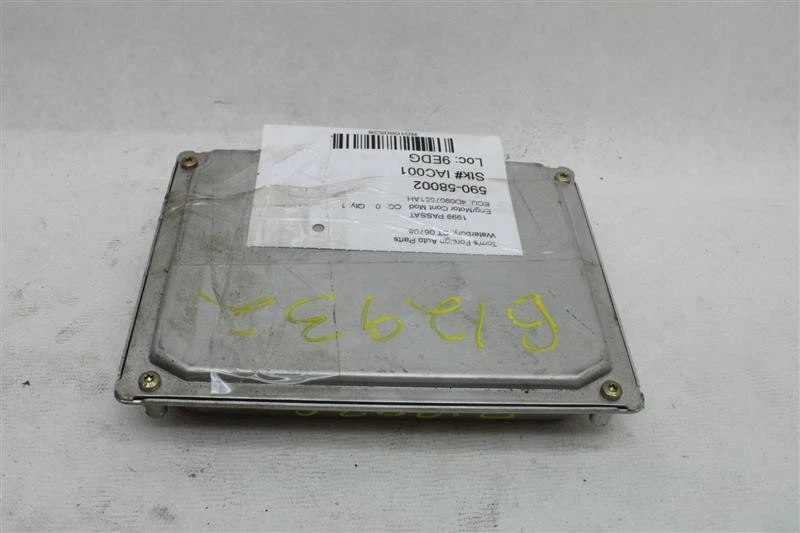 Tom's Foreign Auto Parts
Waterbury, CT 06708
1999 PASSAT
Eng/Motor Cont Mod CC: 0 Qty: 1
ECU, 4D0907551AH
590-58002
Stk# IAC001
Loc: 9EDG